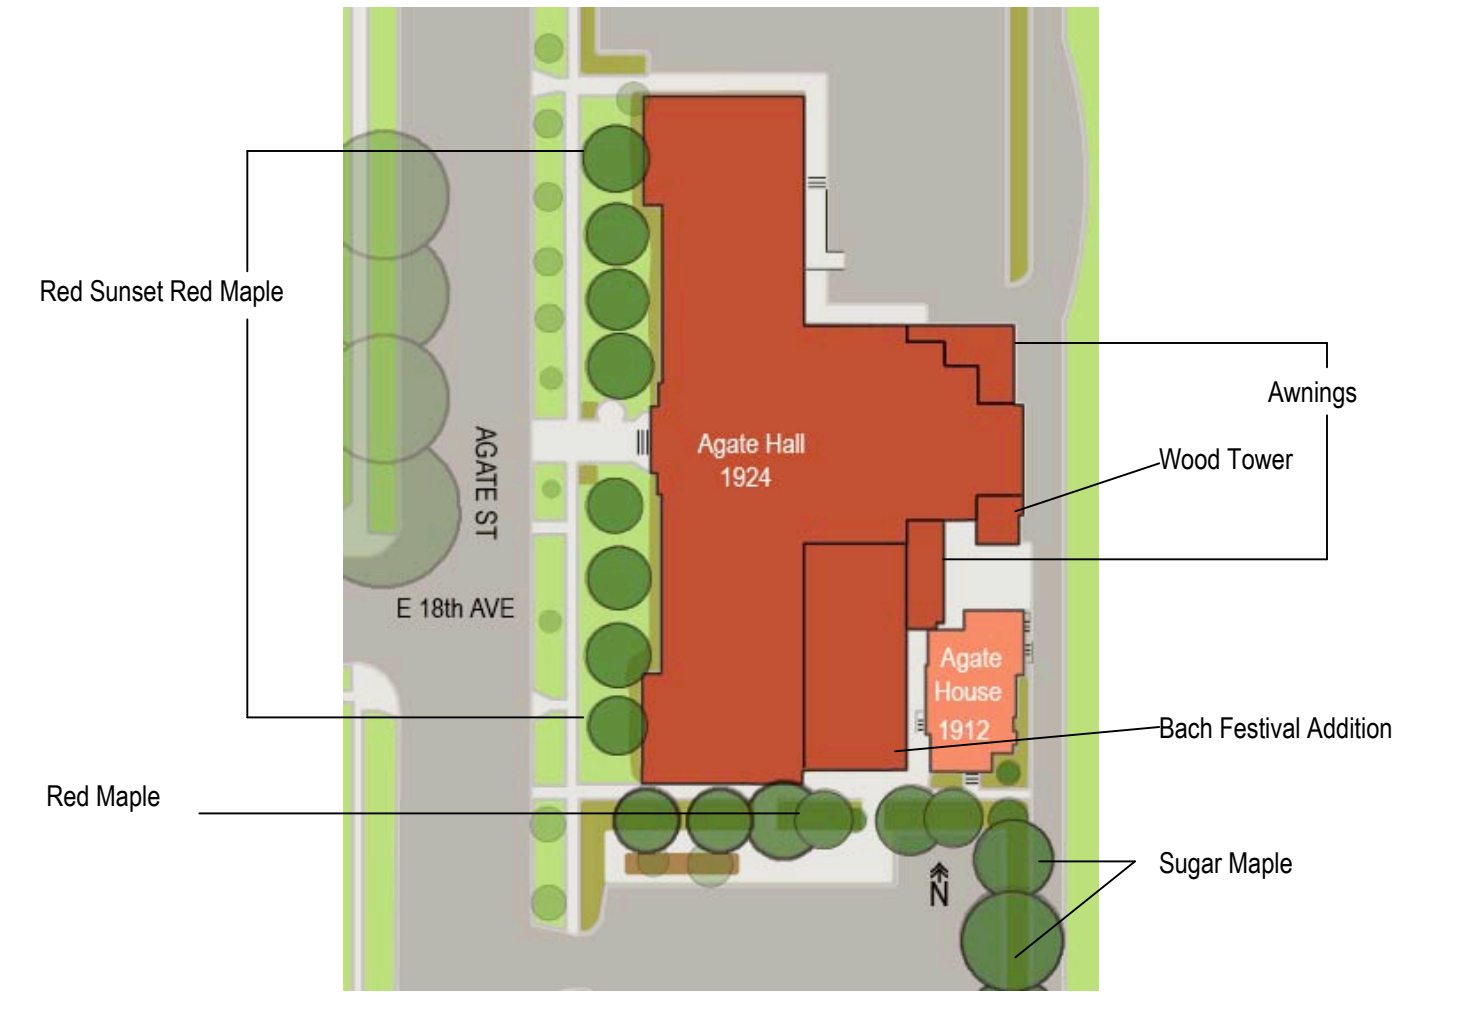 Red Sunset Red Maple
Awnings
AGATE ST
Agate Hall
1924
Wood Tower
E 18th AVE
Agate
House
1912
Bach Festival Addition
Red Maple
Sugar Maple
N